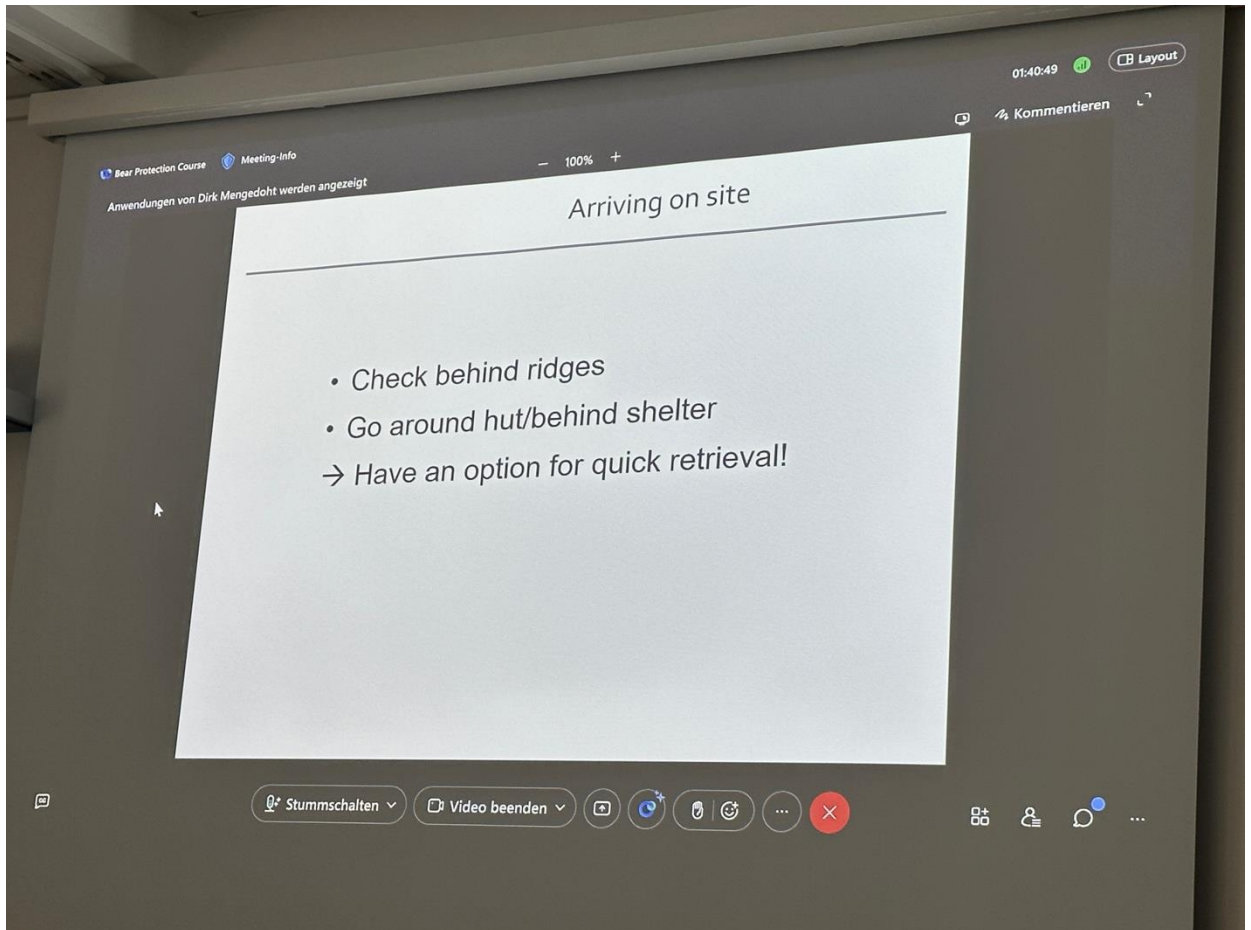 01:40:49
Layout
Kommentieren
Bear Protection Course Meeting-Info
Anwendungen von Dirk Mengedoht werden angezeigt
− 100% +
Arriving on site
• Check behind ridges
• Go around hut/behind shelter
→ Have an option for quick retrieval!
Stummschalten
Video beenden